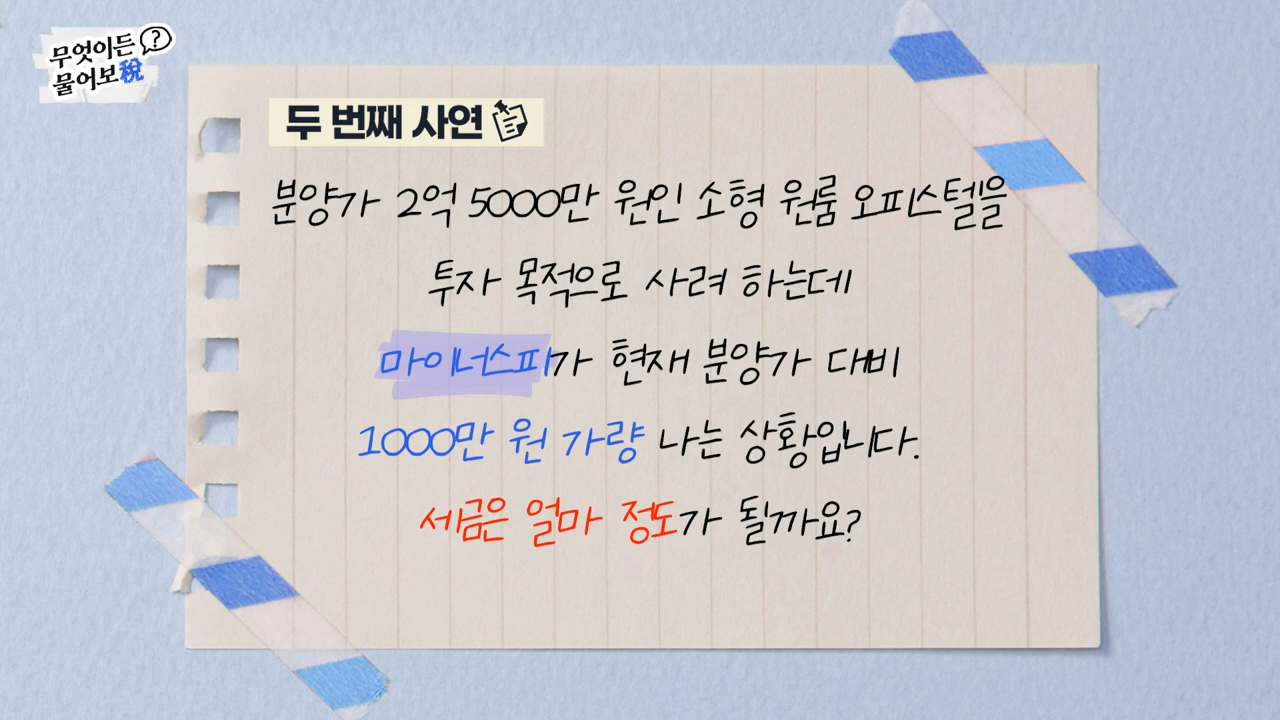 무엇이든
물어보稅
?
두 번째 사연
분양가 2억 5000만 원인 소형 원룸 오피스텔을
투자 목적으로 사려 하는데
마이너스피가 현재 분양가 대비
1000만 원 가량 나는 상황입니다.
세금은 얼마 정도가 될까요?